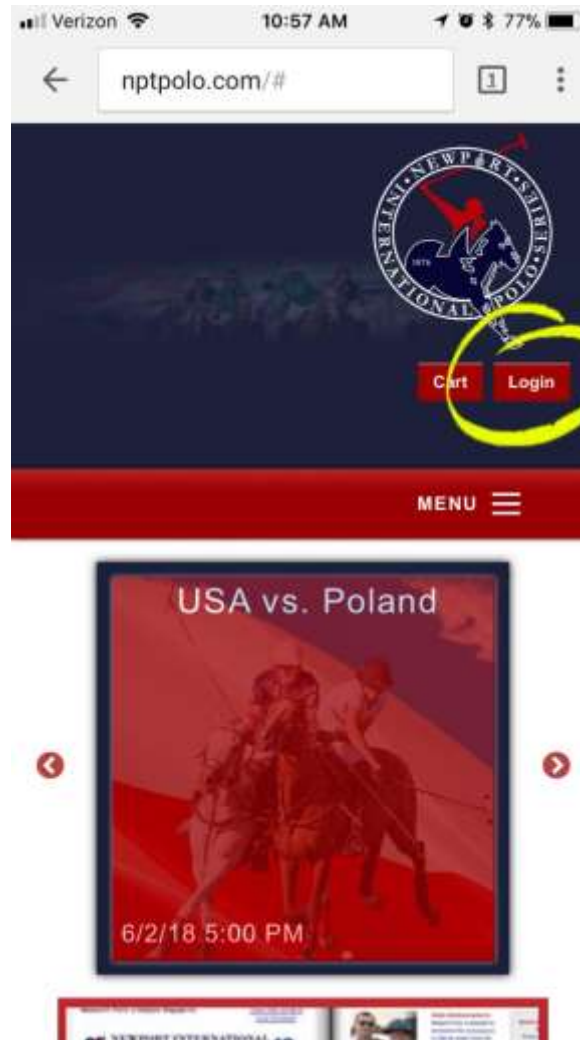 Verizon 10:57 AM 77%
nptpolo.com/# 1
NEWPORT INTERNATIONAL POLO SERIES
1876
Cart Login
MENU
USA vs. Poland
6/2/18 5:00 PM
NEWPORT INTERNATIONAL